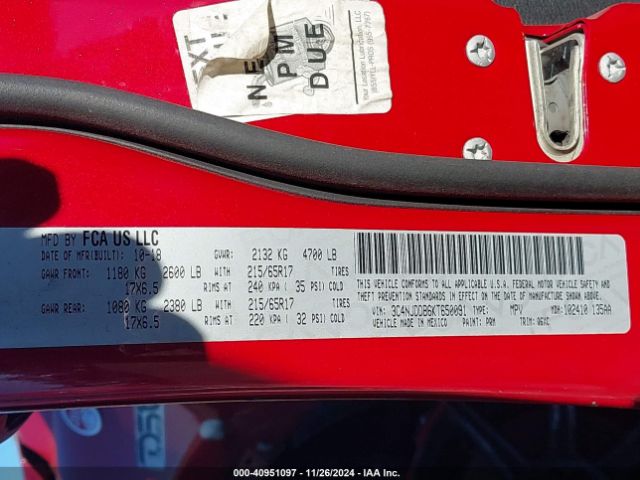 NEXT
PM
DUE
Your Locator Lubrication, LLC
MFD BY FCA US LLC
DATE OF MFR(BUILT): 10-18 GVWR: 2132 KG 4700 LB
GAWR FRONT: 1180 KG 2600 LB WITH 215/65R17 TIRES
17X6.5 RIMS AT 240 KPA ( 35 PSI) COLD
GAWR REAR: 1080 KG 2380 LB WITH 215/65R17 TIRES
17X6.5 RIMS AT 220 KPA ( 32 PSI) COLD
THIS VEHICLE CONFORMS TO ALL APPLICABLE U.S.A. FEDERAL MOTOR VEHICLE SAFETY AND
THEFT PREVENTION STANDARDS IN EFFECT ON THE DATE OF MANUFACTURE SHOWN ABOVE.
VIN: 3C4NJDDB6KT650091 TYPE: MPV MDH: 102410 135AA
VEHICLE MADE IN MEXICO PAINT: PRM TRIM:
000-40951097 - 11/26/2024 - IAA Inc.